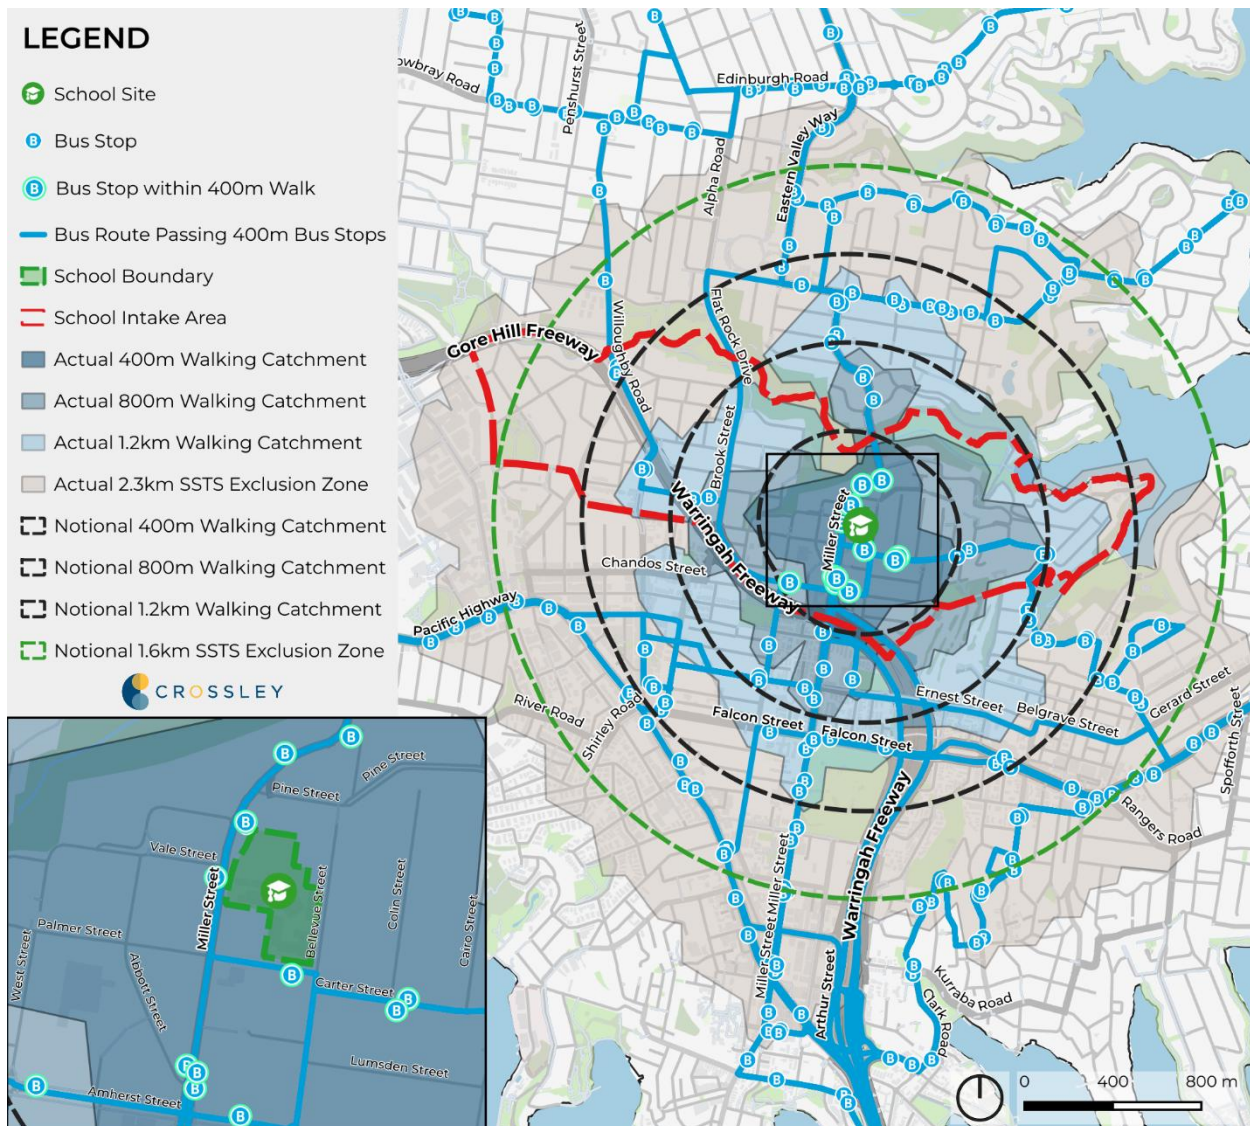 LEGEND
School Site
B Bus Stop
B Bus Stop within 400m Walk
Bus Route Passing 400m Bus Stops
School Boundary
School Intake Area
Actual 400m Walking Catchment
Actual 800m Walking Catchment
Actual 1.2km Walking Catchment
Actual 2.3km SSTS Exclusion Zone
Notional 400m Walking Catchment
Notional 800m Walking Catchment
Notional 1.2km Walking Catchment
Notional 1.6km SSTS Exclusion Zone
CROSSLEY
owbray Road
Penshurst Street
Edinburgh Road
Alpha Road
Eastern Valley Way
Gore Hill Freeway
Willoughby Road
Flat Rock Drive
Brook Street
Warringah Freeway
Miller Street
Chandos Street
Pacific Highway
River Road
Shirley Road
Falcon Street
Falcon Street
Ernest Street
Belgrave Street
Gerard Street
Spofforth Street
Rangers Road
Warringah Freeway
Miller Street
Miller Street
Arthur Street
Clark Road
Kurraba Road
0 400 800 m
Pine Street
Pine Street
Vale Street
Miller Street
Bellevue Street
Colin Street
Cairo Street
West Street
Palmer Street
Abbott Street
Carter Street
Lumsden Street
Amherst Street